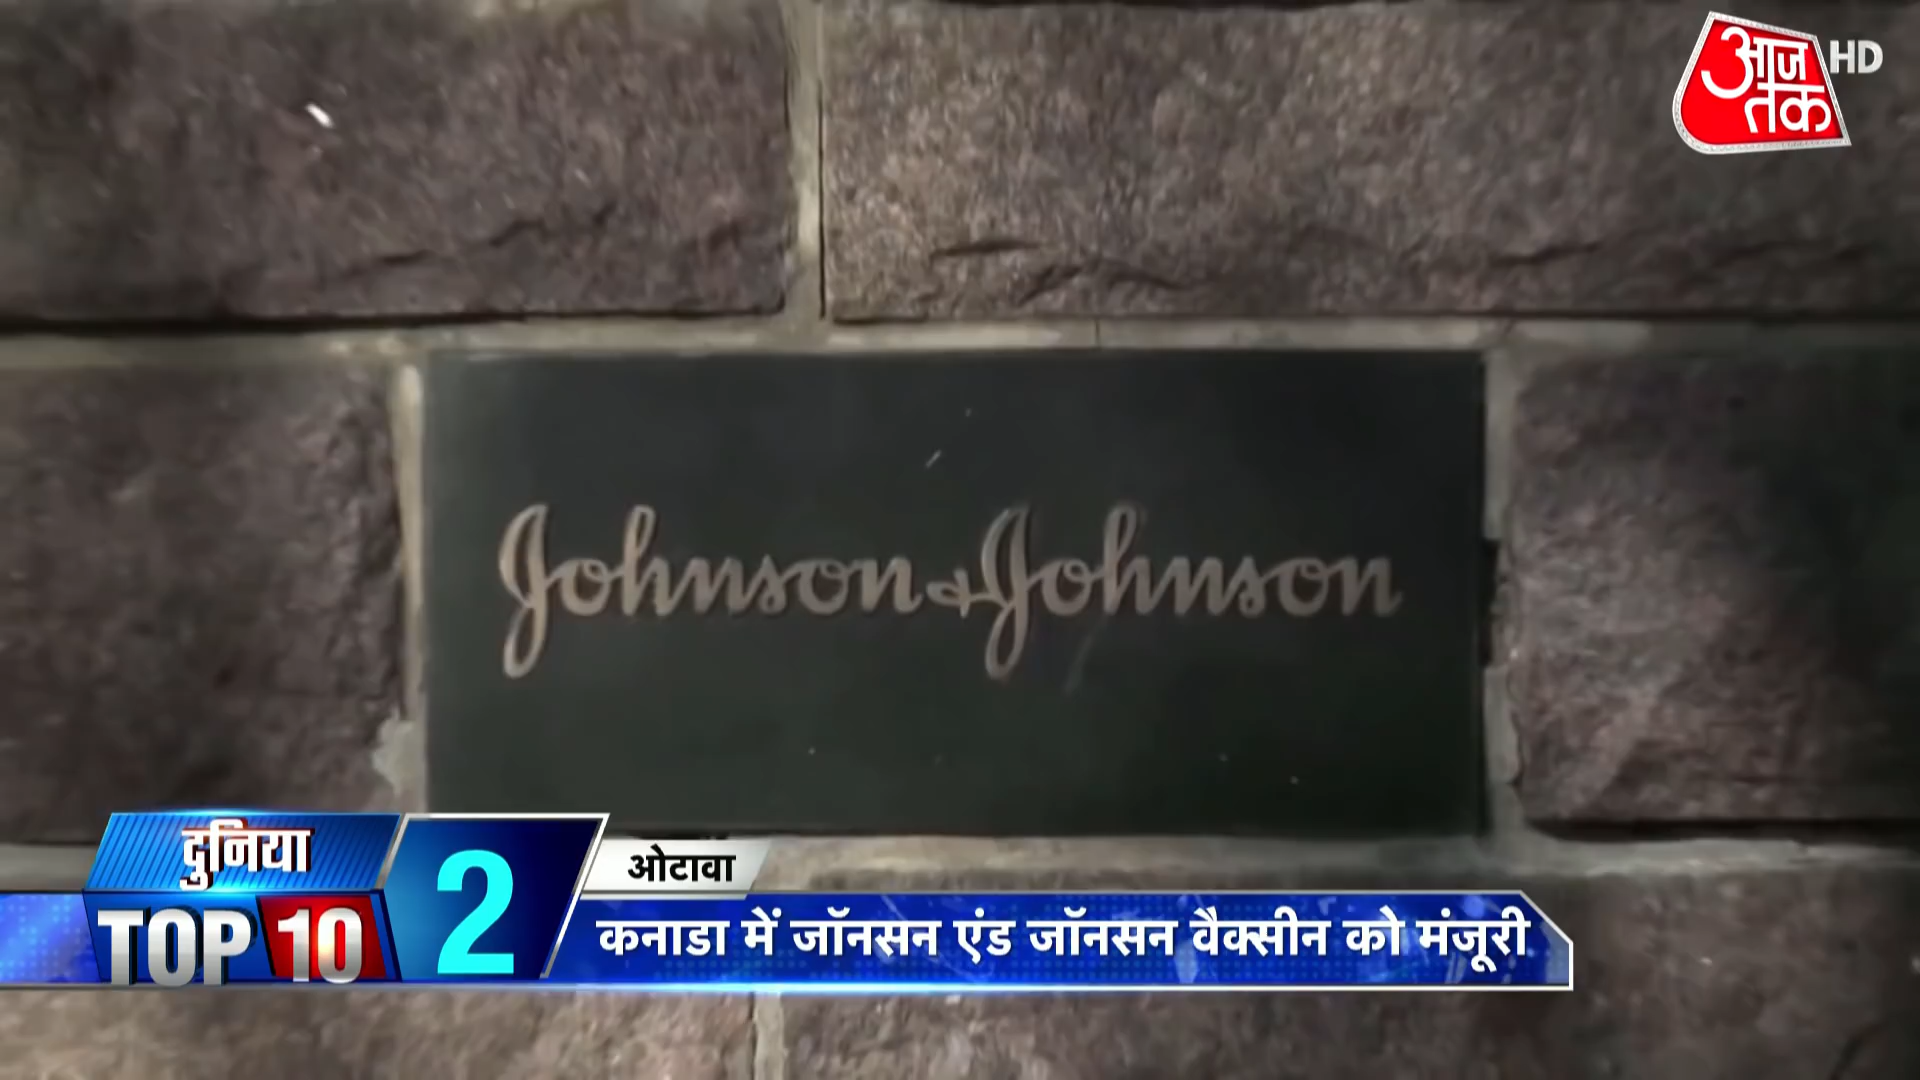 आज
तक
HD
Johnson & Johnson
दुनिया
TOP 10
2
ओटावा
कनाडा में जॉनसन एंड जॉनसन वैक्सीन को मंजूरी